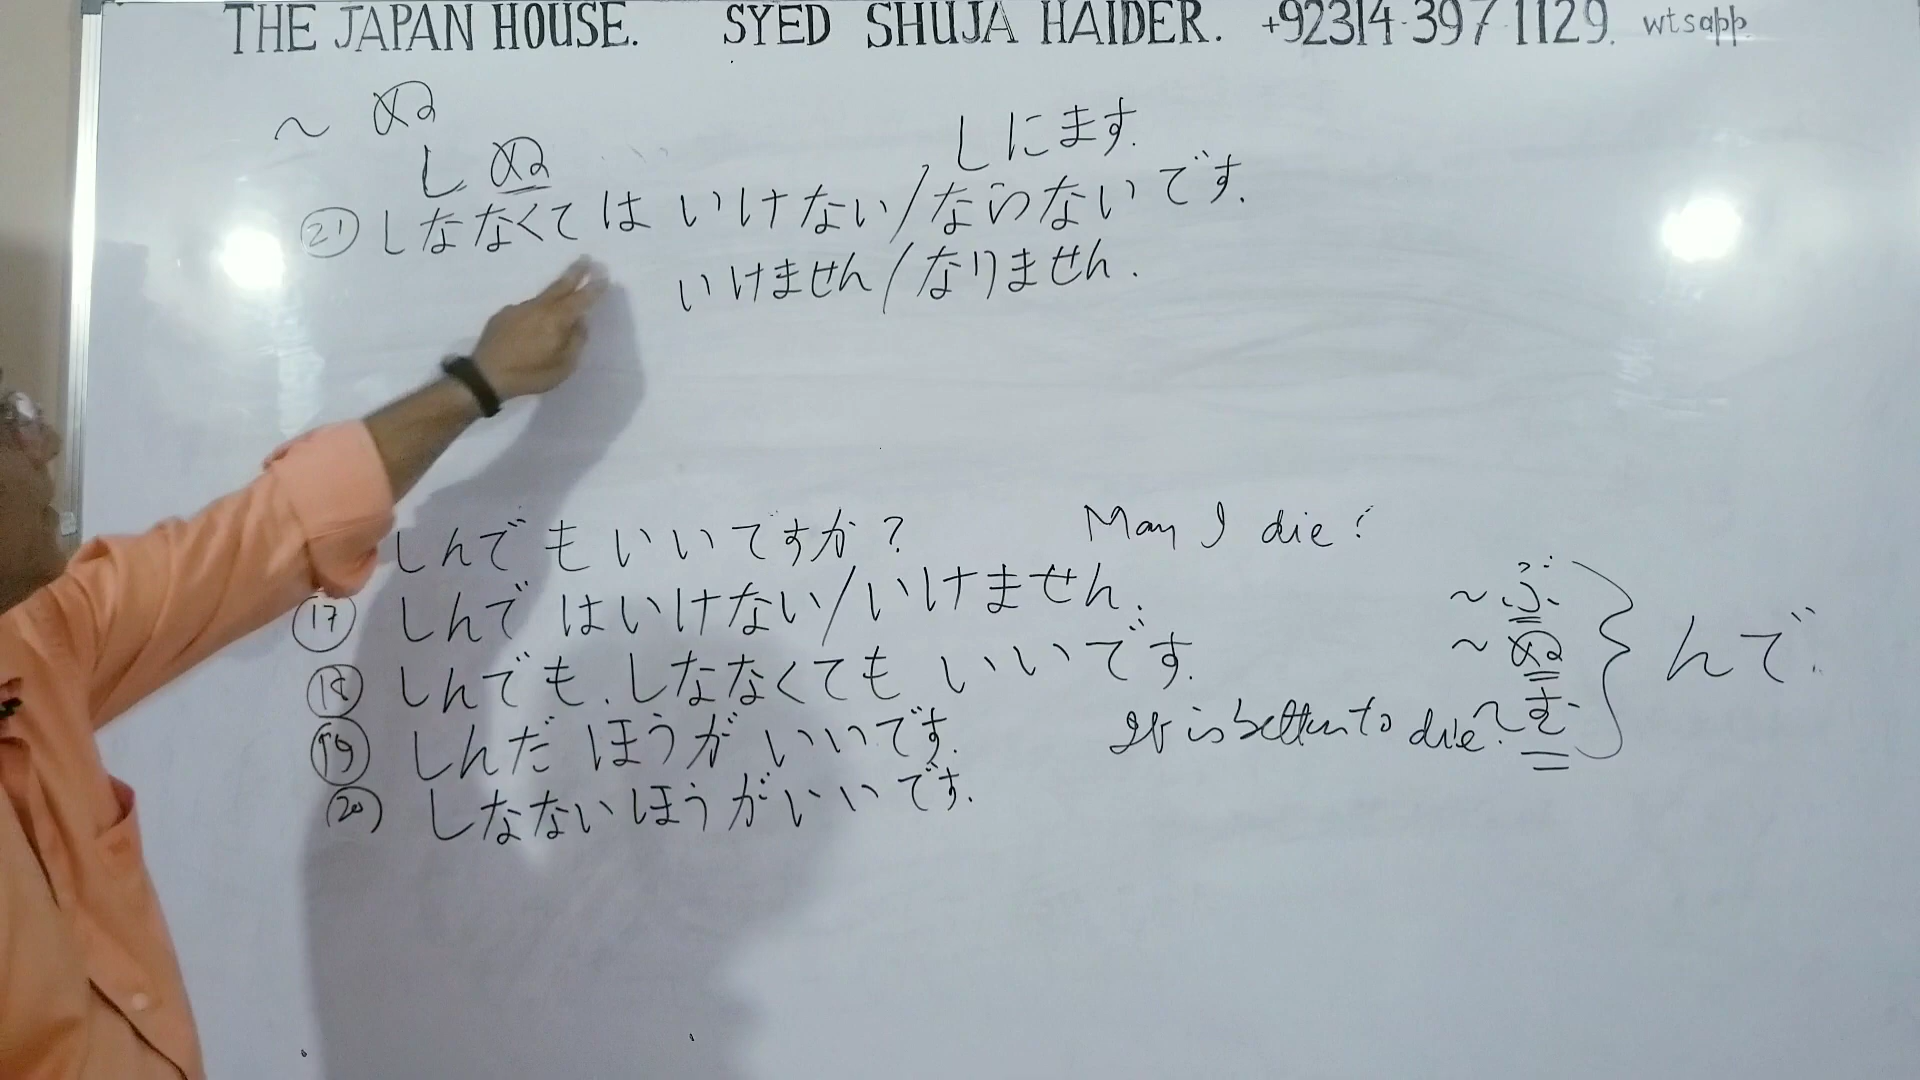 THE JAPAN HOUSE. SYED SHUJA HAIDER. +92314-397 1129. wtsapp
~ ぬ
しぬ しにます.
(21) しななくてはいけない/ならないです.
いけません/なりません.
しんでもいいですか? May I die?
(17) しんではいけない/いけません.
(18) しんでも.しななくてもいいです.
(19) しんだほうがいいです. It is better to die.
(20) しなないほうがいいです.
~ぶ
~ぬ んで.
~む